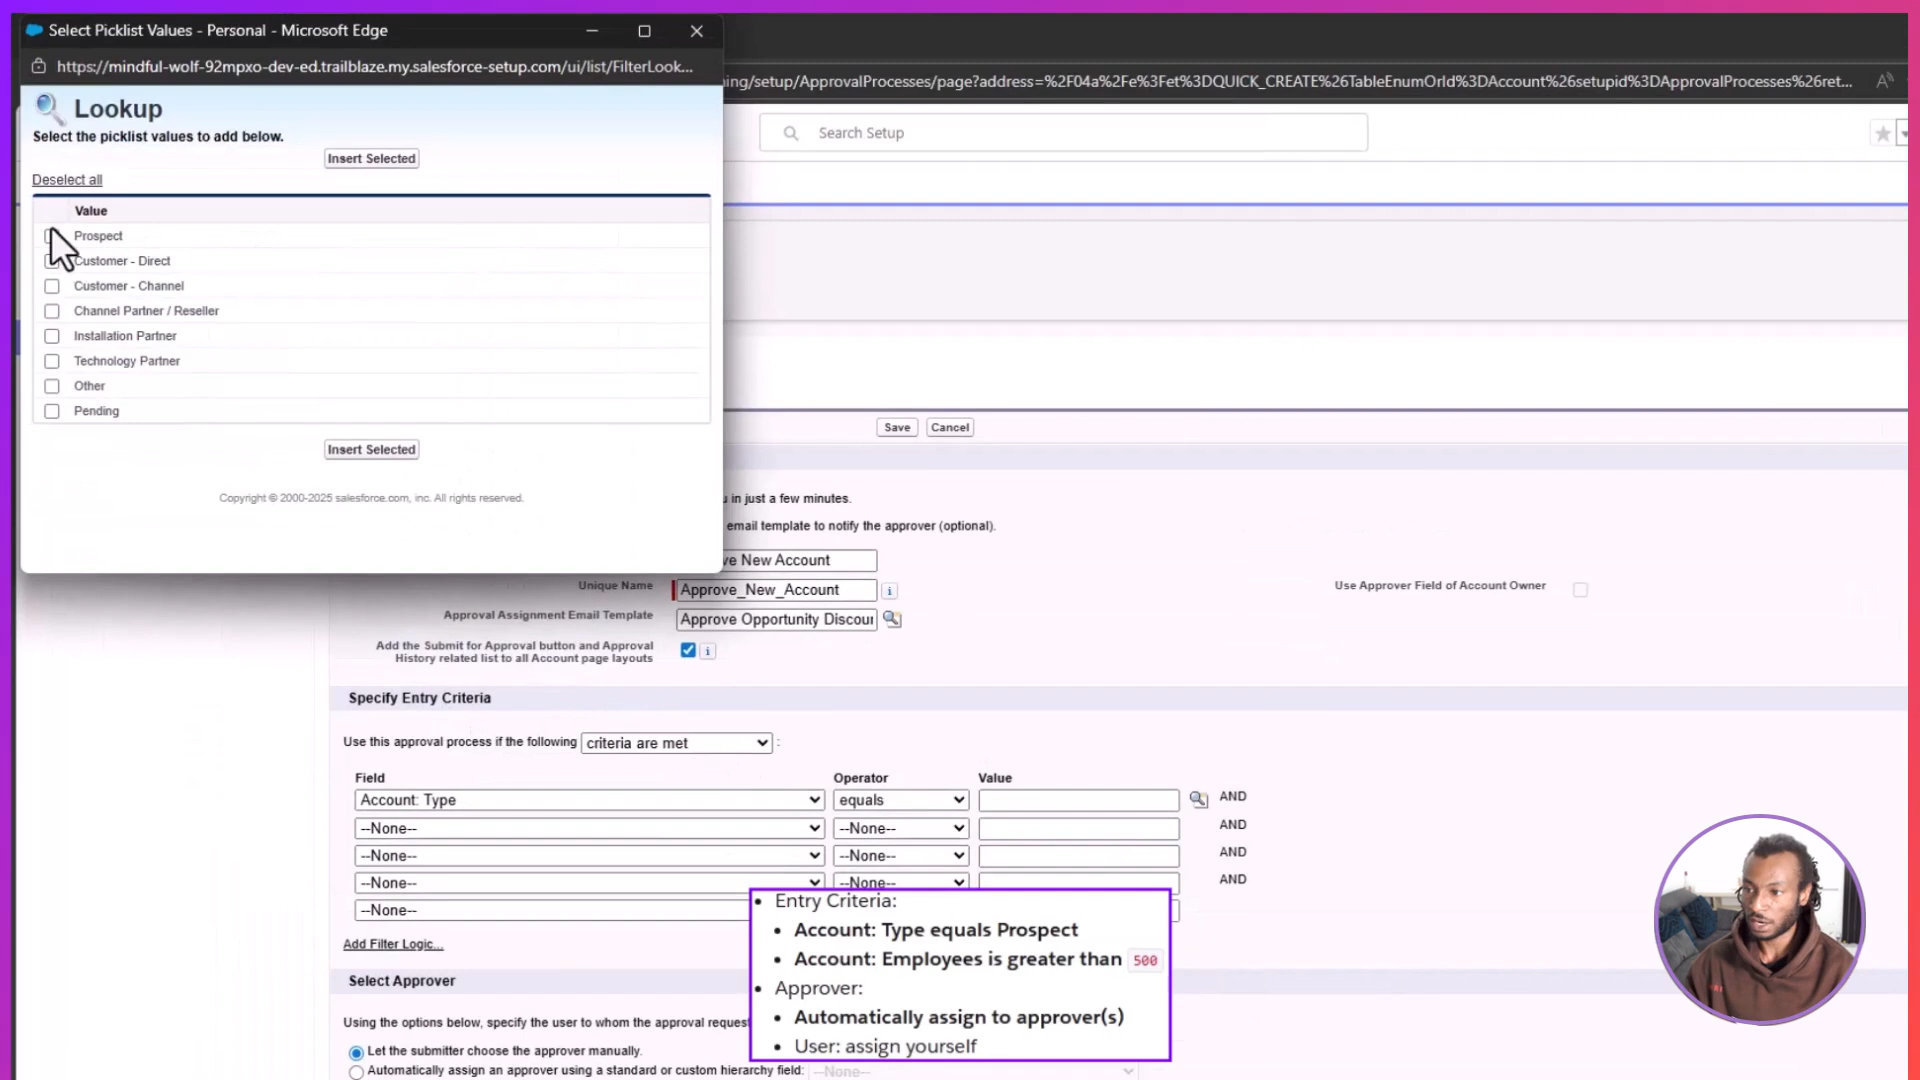 Select Picklist Values - Personal - Microsoft Edge
https://mindful-wolf-92mpxo-dev-ed.trailblaze.my.salesforce-setup.com/ui/list/FilterLook...
ing/setup/ApprovalProcesses/page?address=%2F04a%2Fe%3Fet%3DQUICK_CREATE%26TableEnumOrId%3DAccount%26setupid%3DApprovalProcesses%26ret...
Lookup
Select the picklist values to add below.
Search Setup
Insert Selected
Deselect all
Value
Prospect
Customer - Direct
Customer - Channel
Channel Partner / Reseller
Installation Partner
Technology Partner
Other
Pending
Insert Selected
Copyright © 2000-2025 salesforce.com, inc. All rights reserved.
Save Cancel
in just a few minutes.
email template to notify the approver (optional).
ve New Account
Unique Name Approve_New_Account
Use Approver Field of Account Owner
Approval Assignment Email Template Approve Opportunity Discour
Add the Submit for Approval button and Approval
History related list to all Account page layouts
Specify Entry Criteria
Use this approval process if the following criteria are met :
Field Operator Value
Account: Type equals AND
--None-- --None-- AND
--None-- --None-- AND
--None-- --None-- AND
--None--
Add Filter Logic...
Select Approver
Using the options below, specify the user to whom the approval request
Let the submitter choose the approver manually.
Automatically assign an approver using a standard or custom hierarchy field: --None--
• Entry Criteria:
• Account: Type equals Prospect
• Account: Employees is greater than 500
• Approver:
• Automatically assign to approver(s)
• User: assign yourself